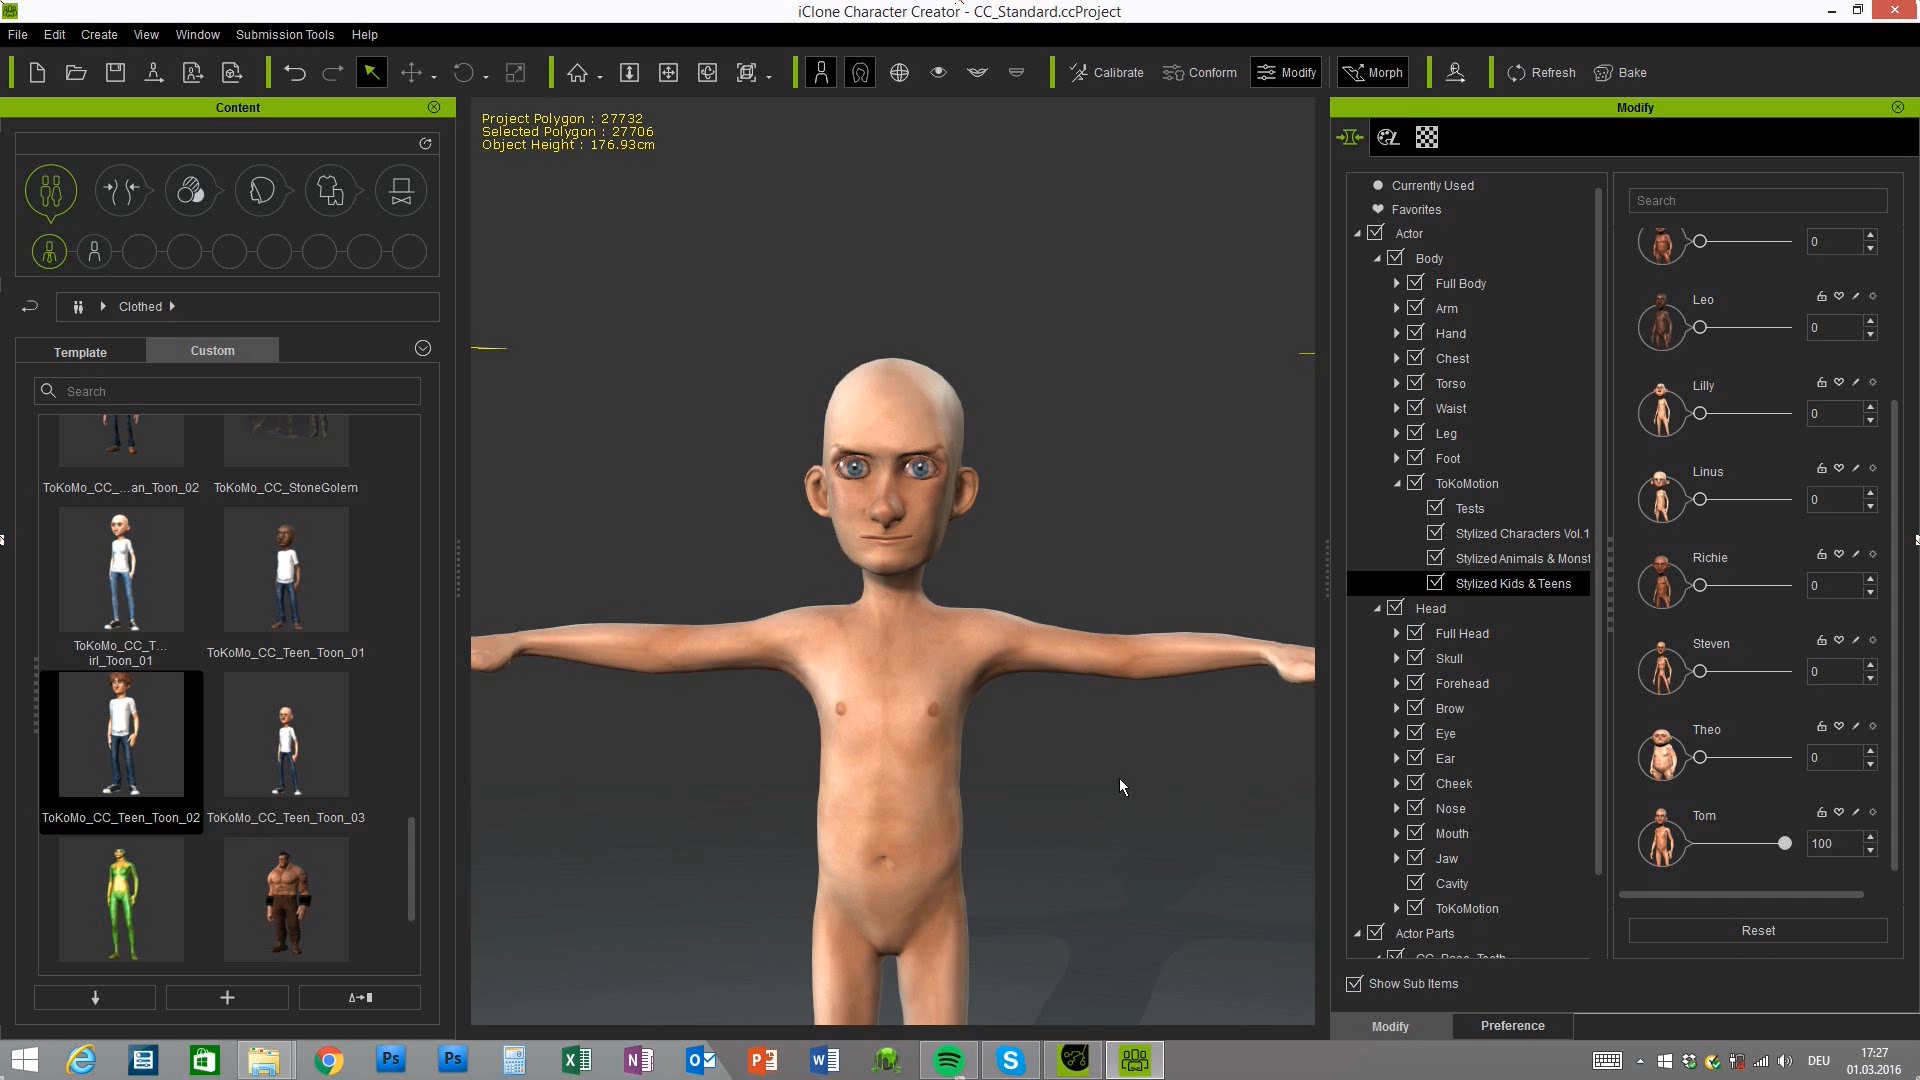 iClone Character Creator - CC_Standard.ccProject
File Edit Create View Window Submission Tools Help
Calibrate Conform Modify Morph Refresh Bake
Content
Clothed
Template Custom
Search
ToKoMo_CC_...an_Toon_02 ToKoMo_CC_StoneGolem
ToKoMo_CC_T...
irl_Toon_01
ToKoMo_CC_Teen_Toon_01
ToKoMo_CC_Teen_Toon_02 ToKoMo_CC_Teen_Toon_03
Project Polygon : 27732
Selected Polygon : 27706
Object Height : 176.93cm
Modify
Currently Used
Favorites
Actor
Body
Full Body
Arm
Hand
Chest
Torso
Waist
Leg
Foot
ToKoMotion
Tests
Stylized Characters Vol.1
Stylized Animals & Monst
Stylized Kids & Teens
Head
Full Head
Skull
Forehead
Brow
Eye
Ear
Cheek
Nose
Mouth
Jaw
Cavity
ToKoMotion
Actor Parts
Show Sub Items
Search
0
Leo
0
Lilly
0
Linus
0
Richie
0
Steven
0
Theo
0
Tom
100
Reset
Modify Preference
Ps Ps
DEU
17:27
01.03.2016